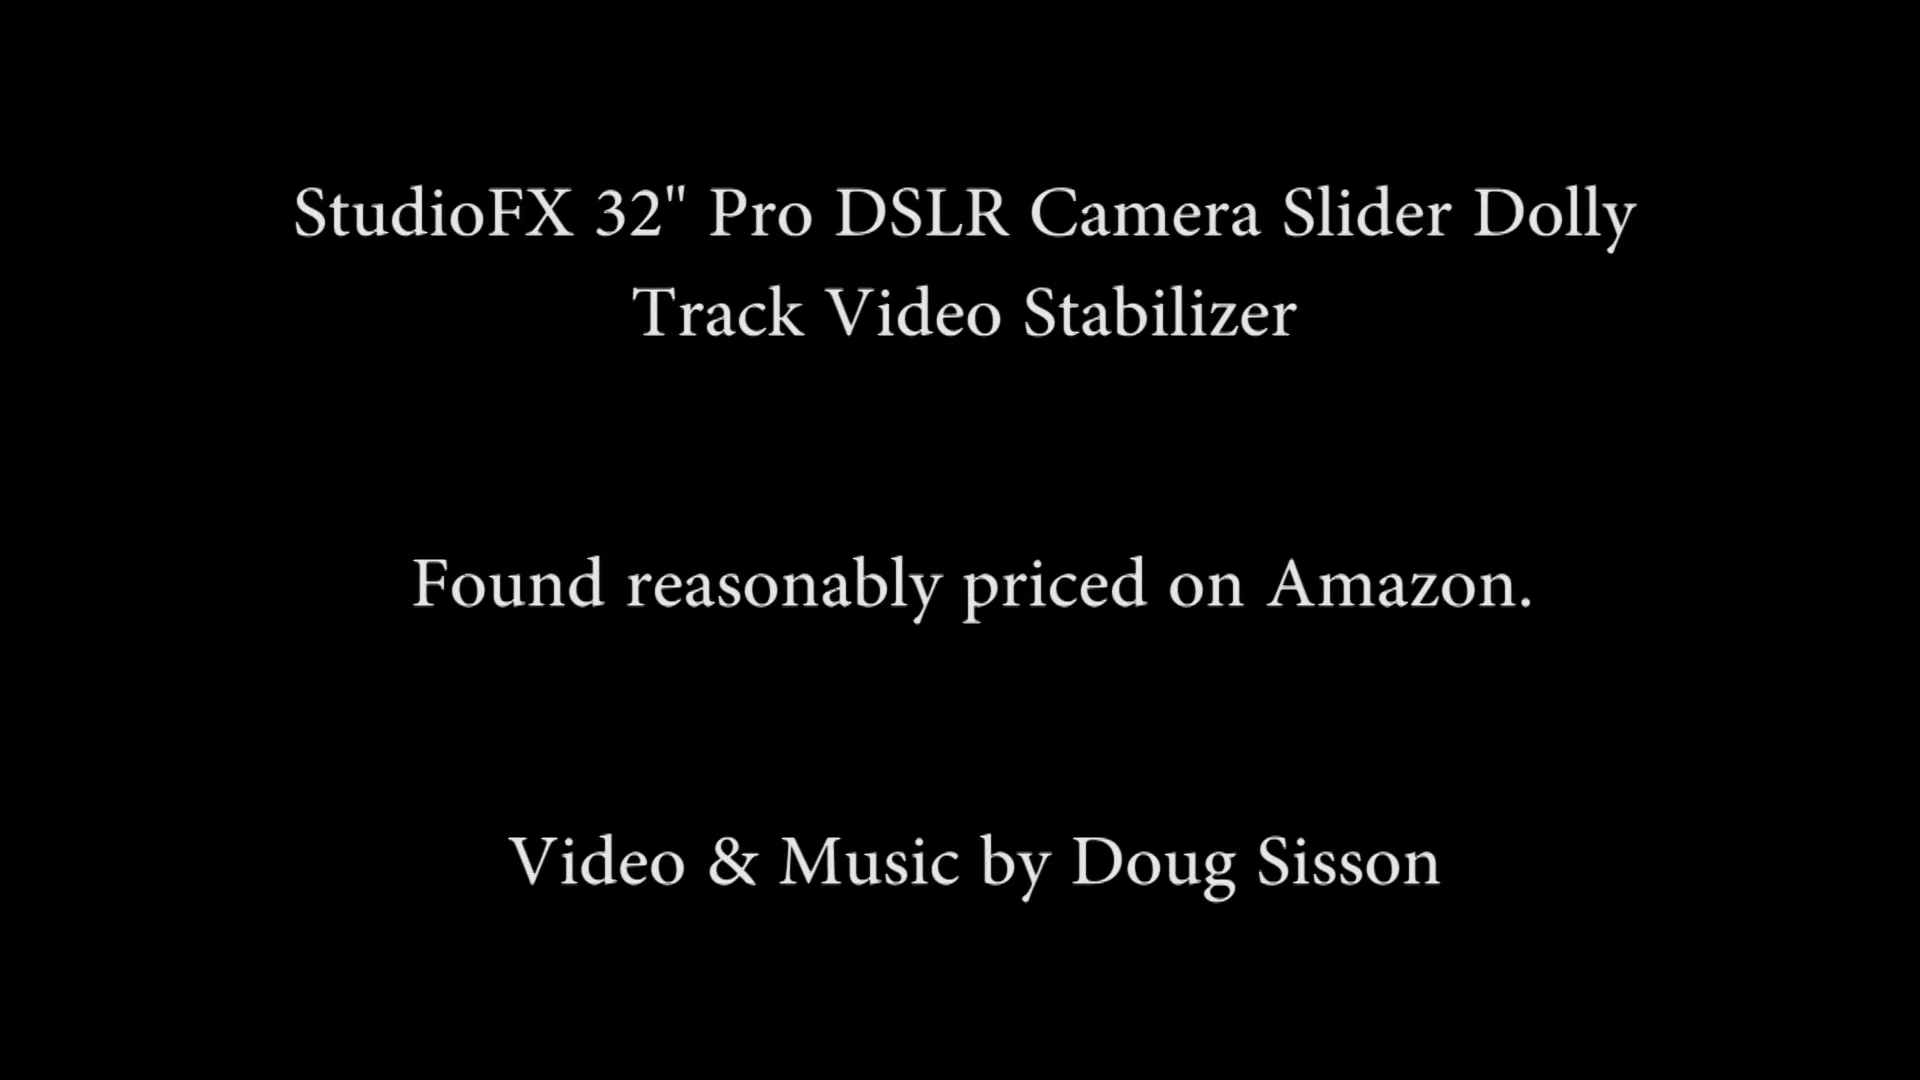 StudioFX 32" Pro DSLR Camera Slider Dolly
Track Video Stabilizer
Found reasonably priced on Amazon.
Video & Music by Doug Sisson